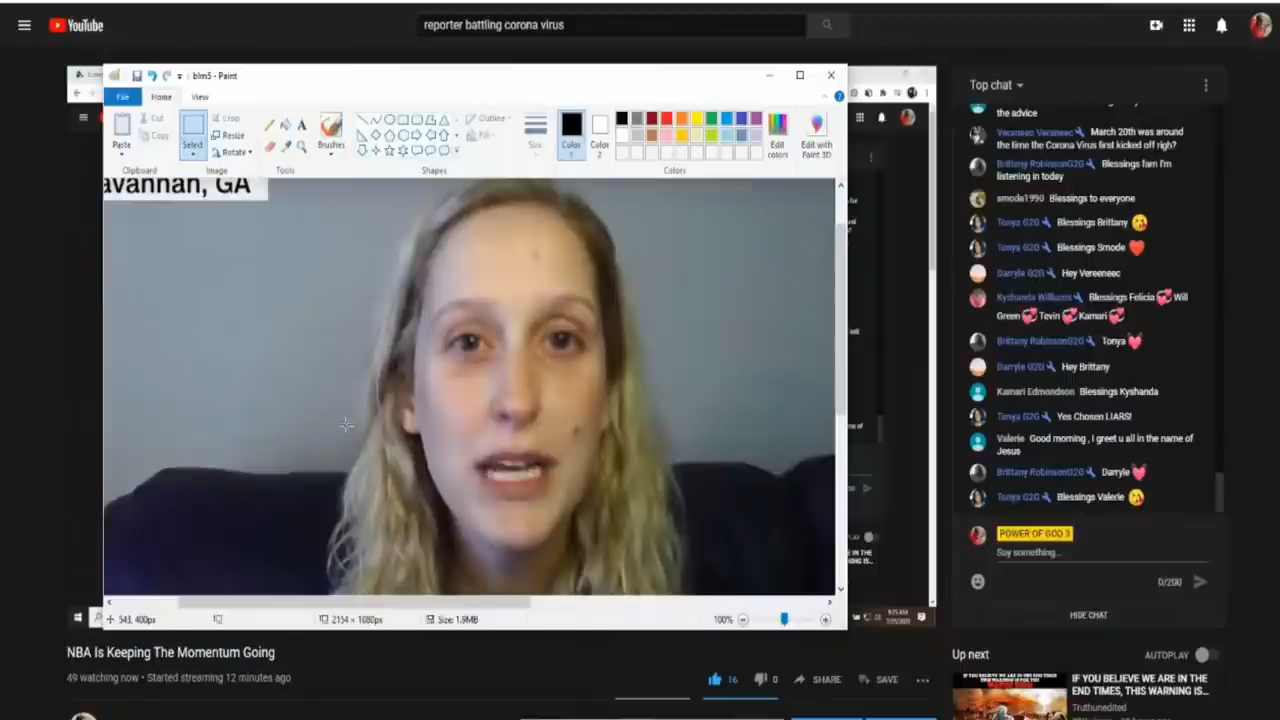 YouTube
reporter battling corona virus
blm5 - Paint
File
Home
View
Paste
Cut
Copy
Clipboard
Select
Crop
Resize
Rotate
Image
A
Tools
Brushes
Outline
Fill
Shapes
Size
Color
1
Color
2
Colors
Edit
colors
Edit with
Paint 3D
avannah, GA
543, 400px
2154 × 1080px
Size: 1.9MB
100%
NBA Is Keeping The Momentum Going
49 watching now • Started streaming 12 minutes ago
16
0
SHARE
SAVE
Top chat
the advice
March 20th was around
the time the Corona Virus first kicked off righ?
Brittany RobinsonG2G Blessings fam I'm
listening in today
smode1990 Blessings to everyone
Tonya G2G Blessings Brittany
Tonya G2G Blessings Smode
Darryle G2G Hey Vereeneec
Kyshanda Williams Blessings Felicia Will
Green Tevin Kamari
Brittany RobinsonG2G Tonya
Darryle G2G Hey Brittany
Kamari Edmondson Blessings Kyshanda
Tonya G2G Yes Chosen LIARS!
Valerie Good morning , I greet u all in the name of
Jesus
Brittany RobinsonG2G Darryle
Tonya G2G Blessings Valerie
POWER OF GOD 3
Say something...
0/200
HIDE CHAT
Up next
AUTOPLAY
IF YOU BELIEVE WE ARE IN THE
END TIMES, THIS WARNING IS...
Truthunedited